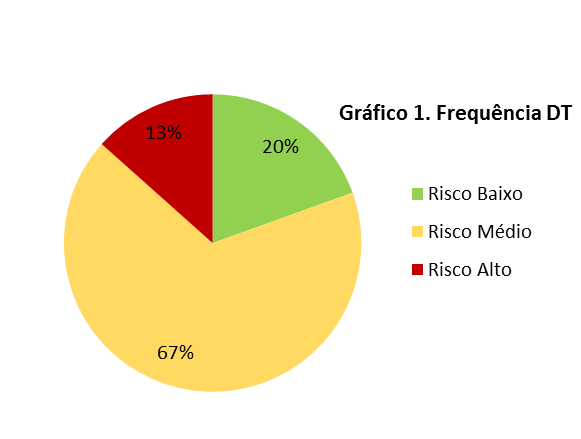 Gráfico 1. Frequência DT
13%
20%
67%
Risco Baixo
Risco Médio
Risco Alto